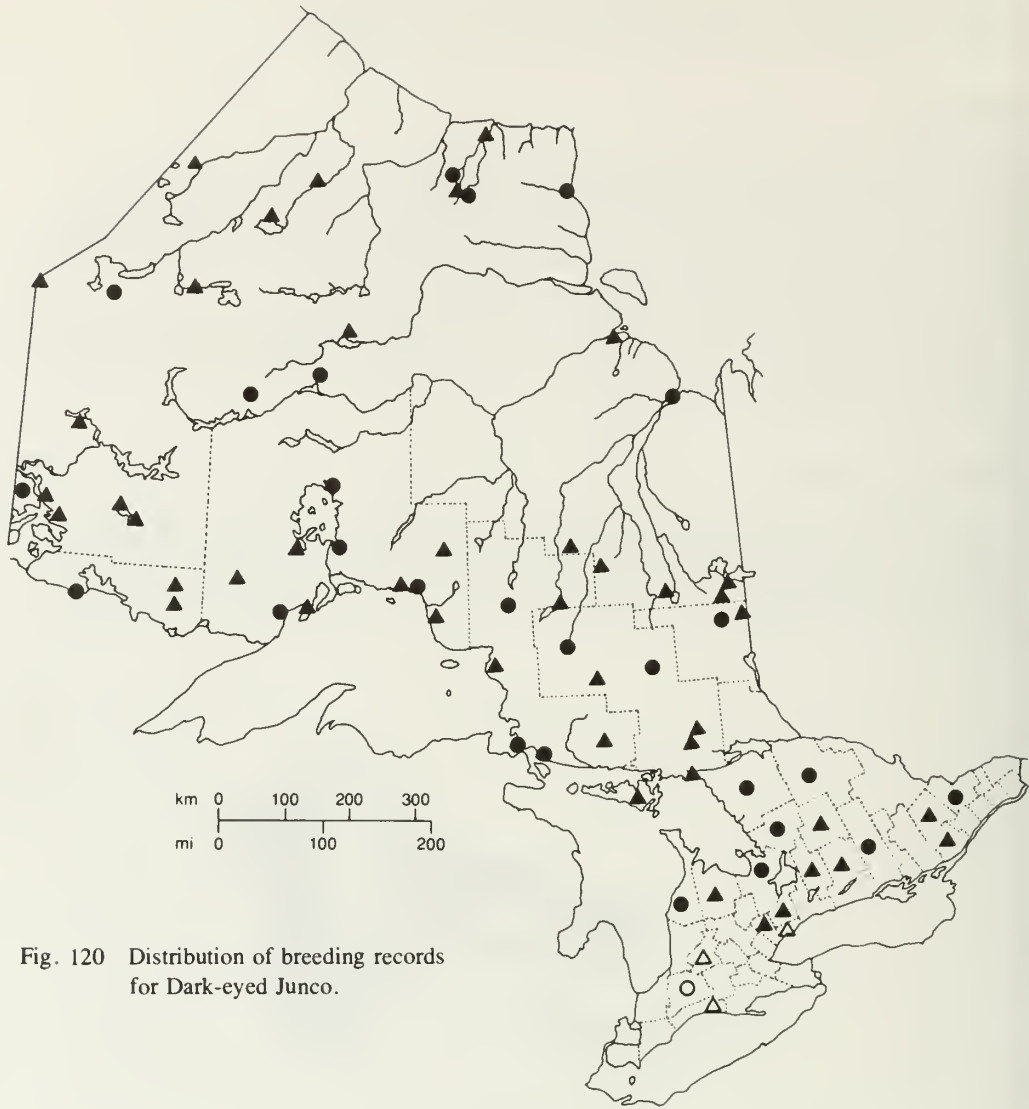 km 0 100 200 300
mi 0 100 200
Fig. 120 Distribution of breeding records
for Dark-eyed Junco.